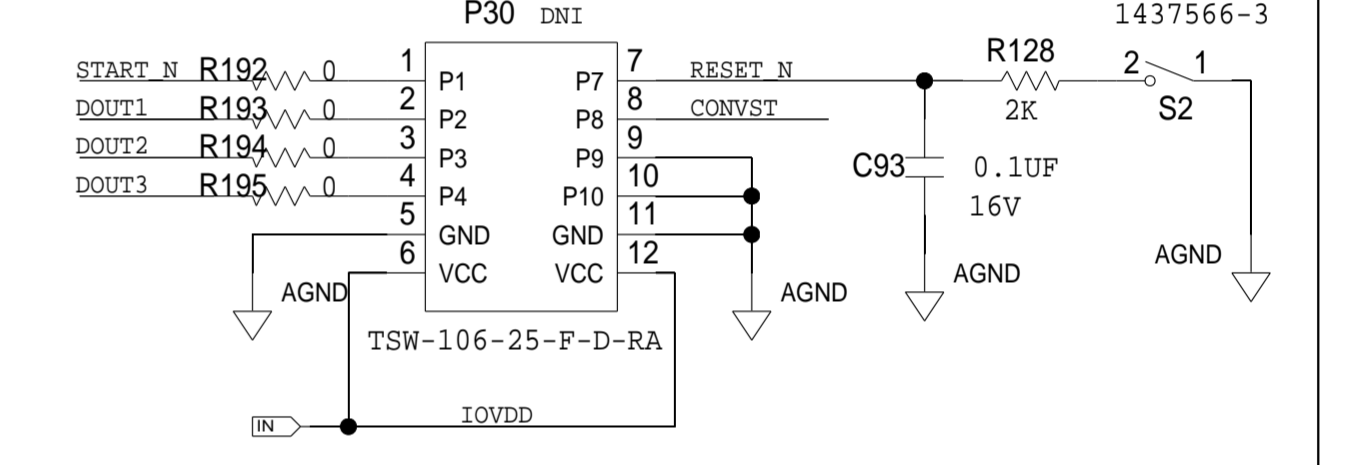 P30 DNI
1437566-3
START_N R192 0 1 P1
P7 7 RESET_N
R128
2K
2 1
S2
DOUT1 R193 0 2 P2
P8 8 CONVST
DOUT2 R194 0 3 P3
P9 9
C93 0.1UF
16V
DOUT3 R195 0 4 P4
P10 10
5 GND
GND 11
6 VCC
VCC 12
AGND
AGND
AGND
AGND
TSW-106-25-F-D-RA
IN
IOVDD